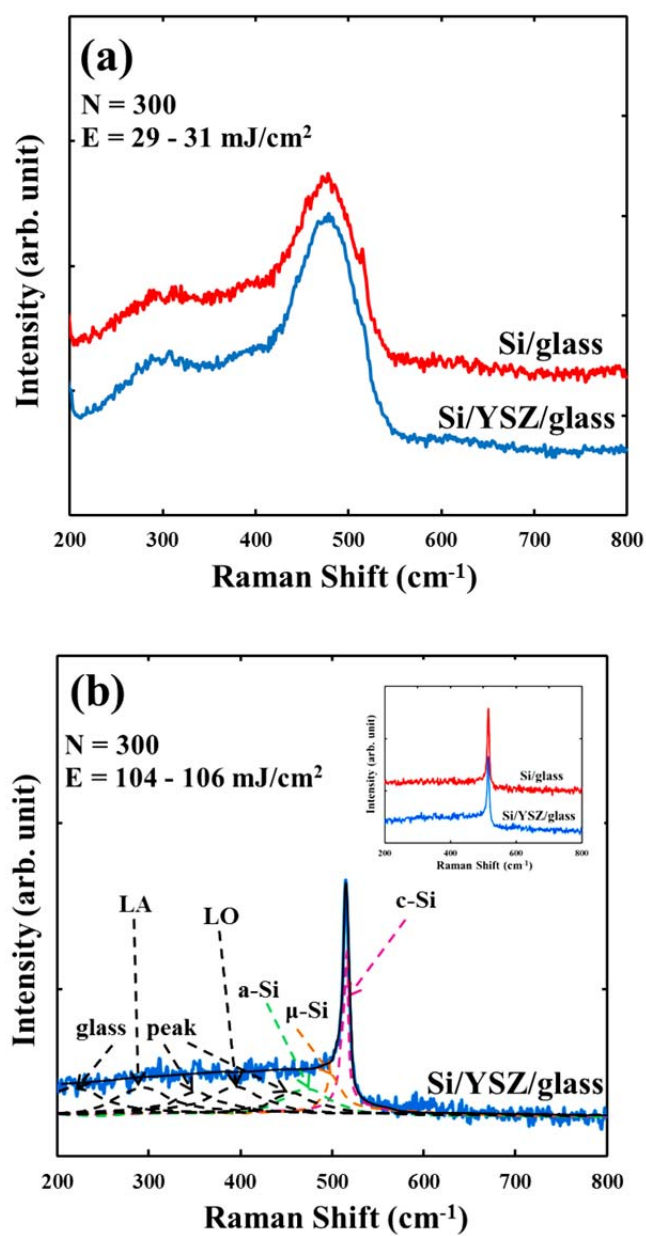 (a)
N = 300
E = 29 - 31 mJ/cm²
Intensity (arb. unit)
Si/glass
Si/YSZ/glass
200 300 400 500 600 700 800
Raman Shift (cm⁻¹)
(b)
N = 300
E = 104 - 106 mJ/cm²
Intensity (arb. unit)
Intensity (arb. unit)
Si/glass
Si/YSZ/glass
200 400 600 800
Raman Shift (cm⁻¹)
LA
LO
c-Si
a-Si
μ-Si
glass peak
Si/YSZ/glass
200 300 400 500 600 700 800
Raman Shift (cm⁻¹)